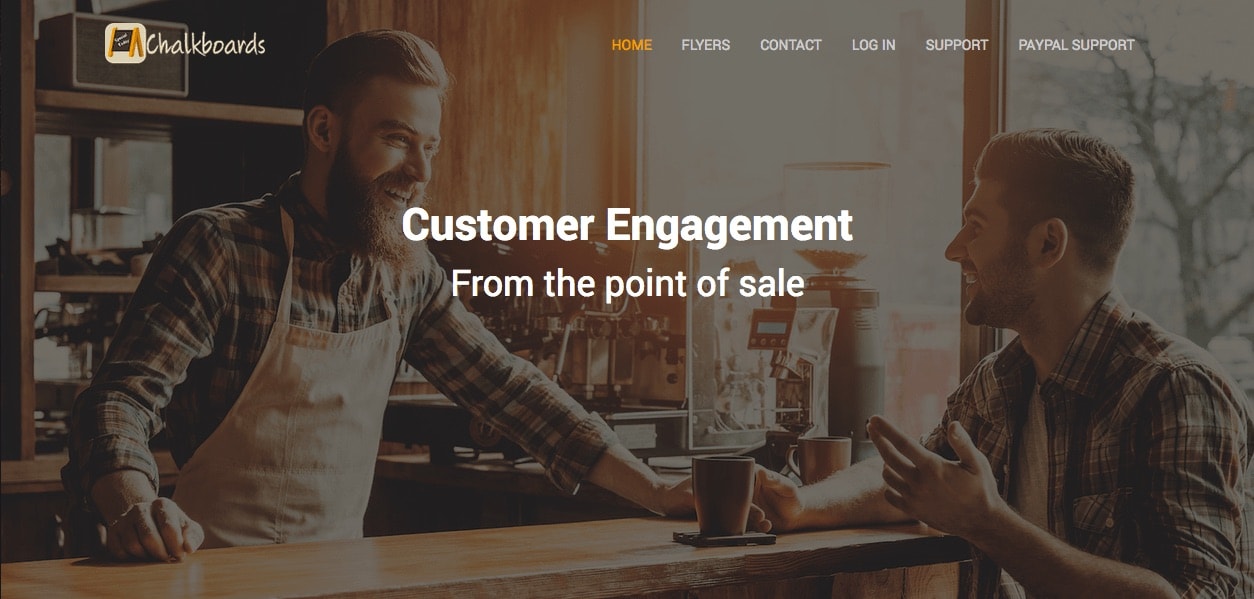 Chalkboards
HOME FLYERS CONTACT LOG IN SUPPORT PAYPAL SUPPORT
Customer Engagement
From the point of sale